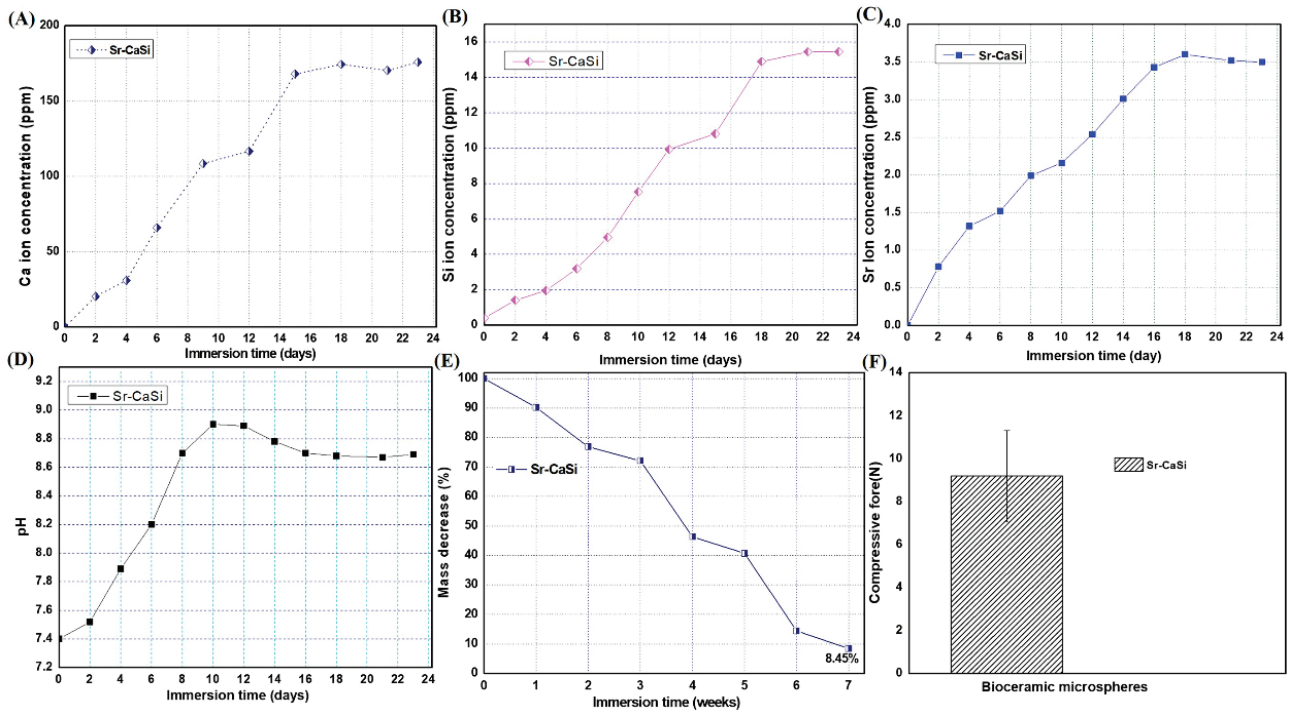 (A)
200
150
100
50
0
Ca ion concentration (ppm)
Sr-CaSi
0 2 4 6 8 10 12 14 16 18 20 22 24
Immersion time (days)
(B)
16
14
12
10
8
6
4
2
0
Si ion concentration (ppm)
Sr-CaSi
0 2 4 6 8 10 12 14 16 18 20 22 24
Immersion time (days)
(C)
3.5
3.0
2.5
2.0
1.5
1.0
0.5
0.0
Sr Ion concentration (ppm)
Sr-CaSi
0 2 4 6 8 10 12 14 16 18 20 22 24
Immersion time (day)
(D)
9.2
9.0
8.8
8.6
8.4
8.2
8.0
7.8
7.6
7.4
7.2
pH
Sr-CaSi
0 2 4 6 8 10 12 14 16 18 20 22 24
Immersion time (days)
(E)
100
90
80
70
60
50
40
30
20
10
0
Mass decrease (%)
Sr-CaSi
8.45%
0 1 2 3 4 5 6 7
Immersion time (weeks)
(F)
14
12
10
8
6
4
2
0
Compressive fore(N)
Sr-CaSi
Bioceramic microspheres